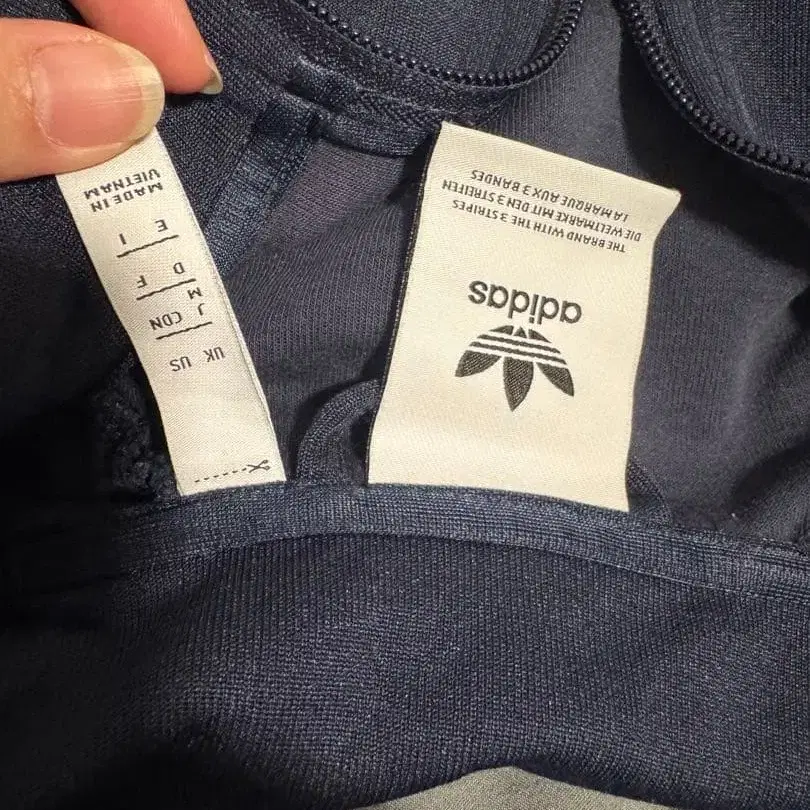 adidas
THE BRAND WITH THE 3 STRIPES
DIE WELTMARKE MIT DEN 3 STREIFEN
LA MARQUE AUX 3 BANDES
UK US
J CDN
M
D F
E I
MADE IN
VIETNAM